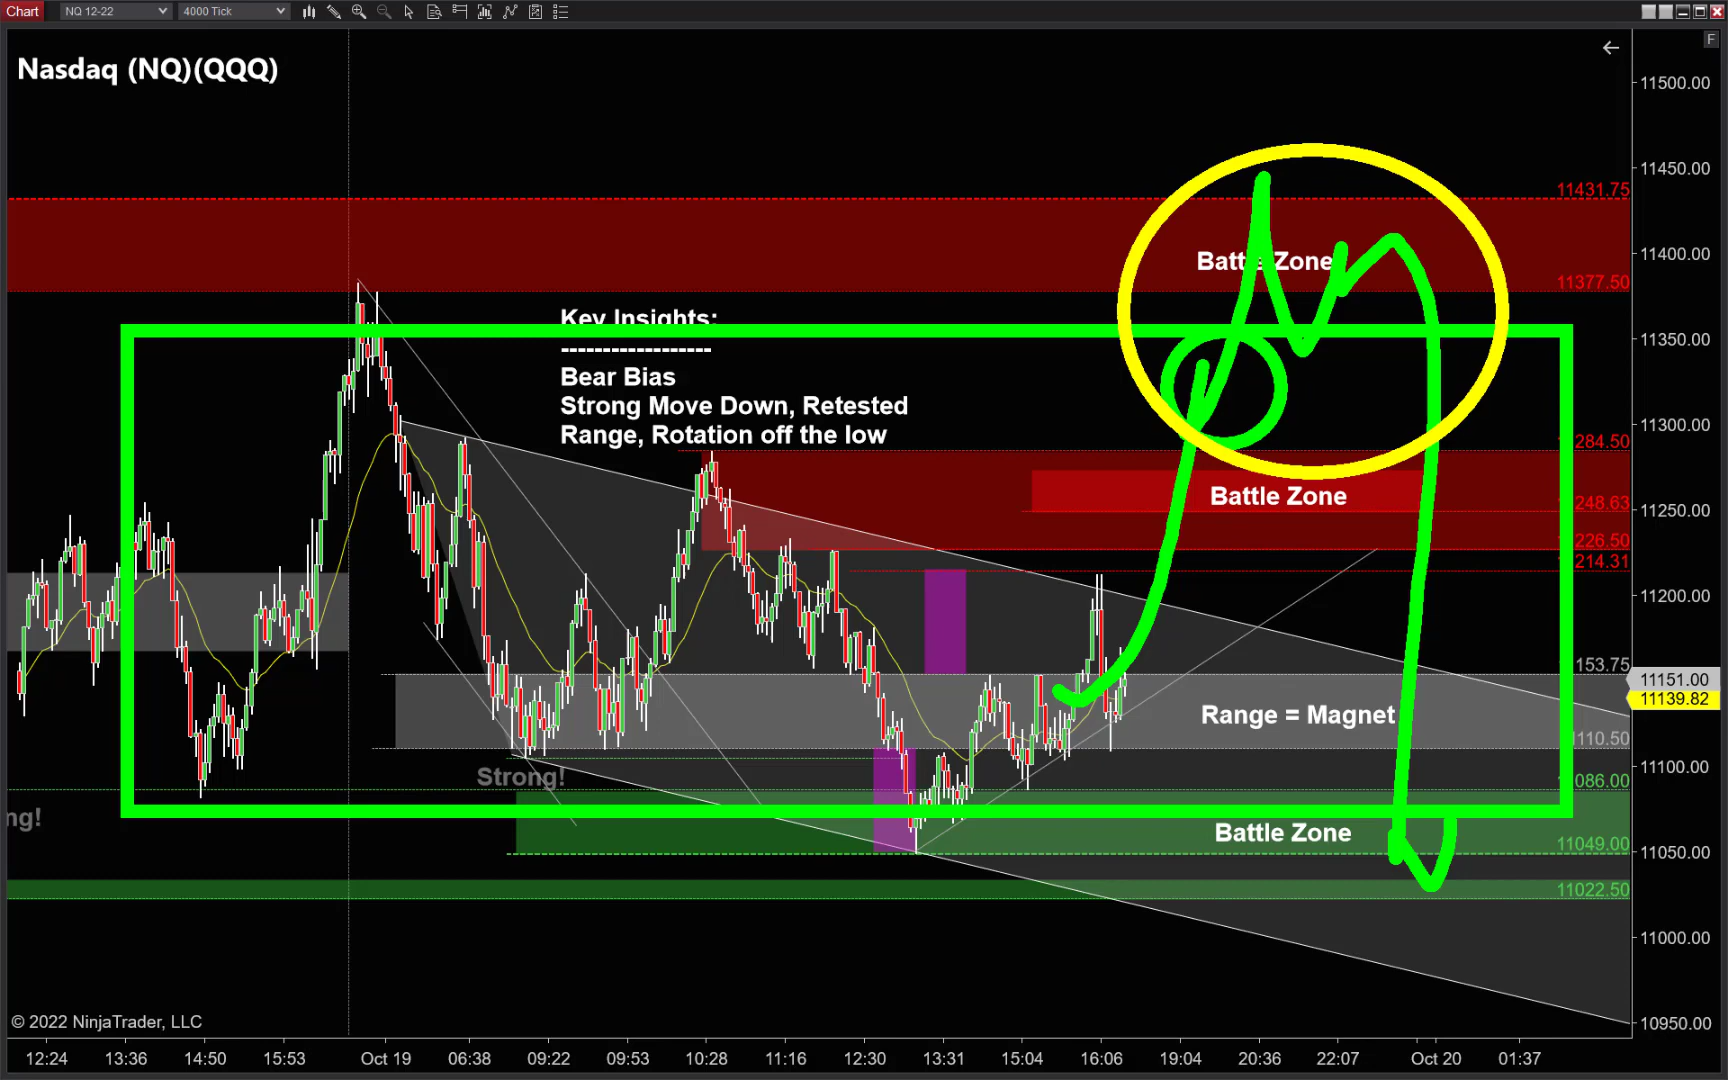 Chart
NQ 12-22
4000 Tick
F
Nasdaq (NQ)(QQQ)
11500.00
11450.00
11431.75
11400.00
Battle Zone
11377.50
11350.00
Key Insights:
------------------
Bear Bias
Strong Move Down, Retested
Range, Rotation off the low
11300.00
284.50
Battle Zone
248.63
11250.00
226.50
214.31
11200.00
153.75
11151.00
11139.82
Range = Magnet
110.50
11100.00
Strong!
086.00
ng!
Battle Zone
11049.00
11050.00
11022.50
11000.00
10950.00
© 2022 NinjaTrader, LLC
12:24 13:36 14:50 15:53 Oct 19 06:38 09:22 09:53 10:28 11:16 12:30 13:31 15:04 16:06 19:04 20:36 22:07 Oct 20 01:37